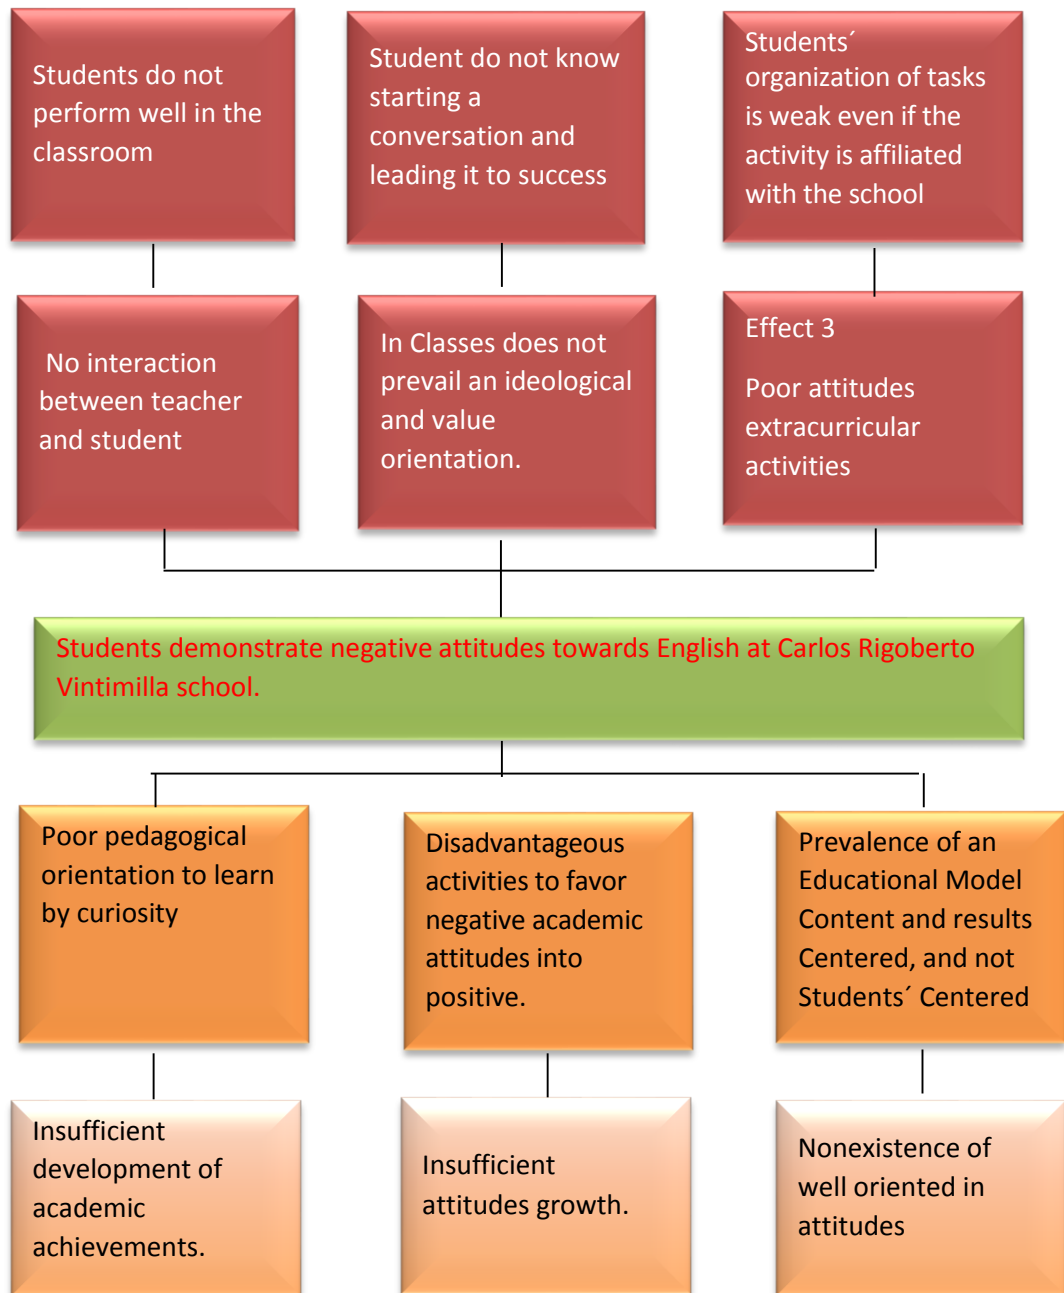 Students do not
perform well in the
classroom
Student do not know
starting a
conversation and
leading it to success
Students´
organization of tasks
is weak even if the
activity is affiliated
with the school
No interaction
between teacher
and student
In Classes does not
prevail an ideological
and value
orientation.
Effect 3
Poor attitudes
extracurricular
activities
Students demonstrate negative attitudes towards English at Carlos Rigoberto
Vintimilla school.
Poor pedagogical
orientation to learn
by curiosity
Disadvantageous
activities to favor
negative academic
attitudes into
positive.
Prevalence of an
Educational Model
Content and results
Centered, and not
Students´ Centered
Insufficient
development of
academic
achievements.
Insufficient
attitudes growth.
Nonexistence of
well oriented in
attitudes